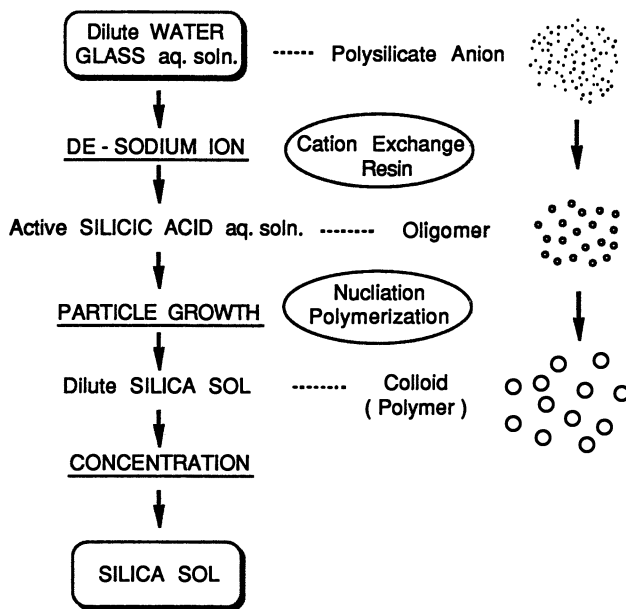 Dilute WATER
GLASS aq. soln.
Polysilicate Anion
DE - SODIUM ION
Cation Exchange
Resin
Active SILICIC ACID aq. soln.
Oligomer
PARTICLE GROWTH
Nucliation
Polymerization
Dilute SILICA SOL
Colloid
( Polymer )
CONCENTRATION
SILICA SOL